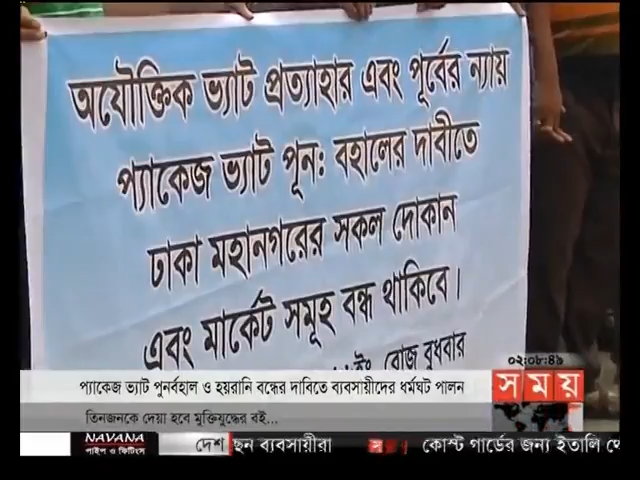 অযৌক্তিক ভ্যাট প্রত্যাহার এবং পূর্বের ন্যায়
প্যাকেজ ভ্যাট পূন: বহালের দাবীতে
ঢাকা মহানগরের সকল দোকান
এবং মার্কেট সমূহ বন্ধ থাকিবে।
ইং রোজ বুধবার
০২:০৮:৪৯
প্যাকেজ ভ্যাট পুনর্বহাল ও হয়রানি বন্ধের দাবিতে ব্যবসায়ীদের ধর্মঘট পালন
সময়
তিনজনকে দেয়া হবে মুক্তিযুদ্ধের বই...
NAVANA
পাইপ ও ফিটিংস
দেশ ছন ব্যবসায়ীরা কোস্ট গার্ডের জন্য ইতালি থে